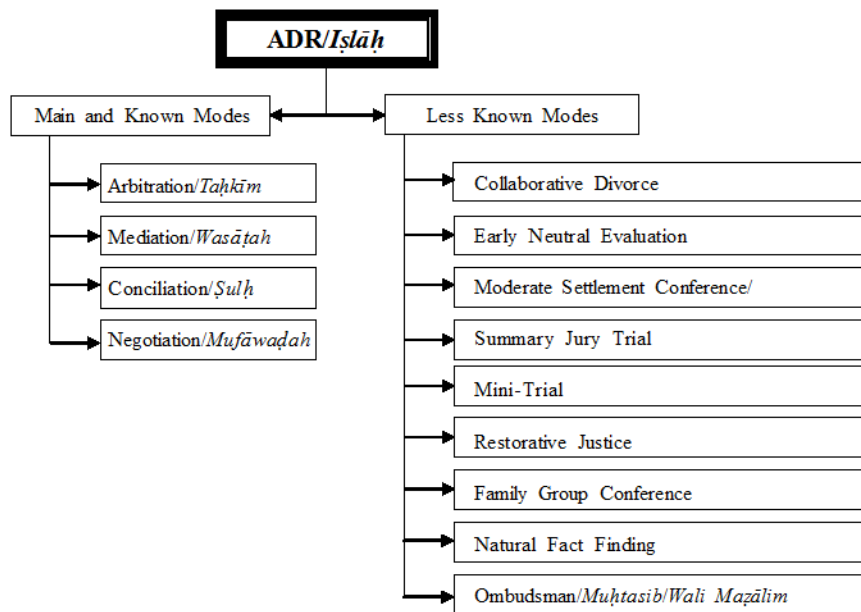 ADR/Iṣlāḥ
Main and Known Modes
Less Known Modes
Arbitration/Taḥkīm
Mediation/Wasāṭah
Conciliation/Ṣulḥ
Negotiation/Mufāwaḍah
Collaborative Divorce
Early Neutral Evaluation
Moderate Settlement Conference/
Summary Jury Trial
Mini-Trial
Restorative Justice
Family Group Conference
Natural Fact Finding
Ombudsman/Muḥtasib/Wali Maẓālim